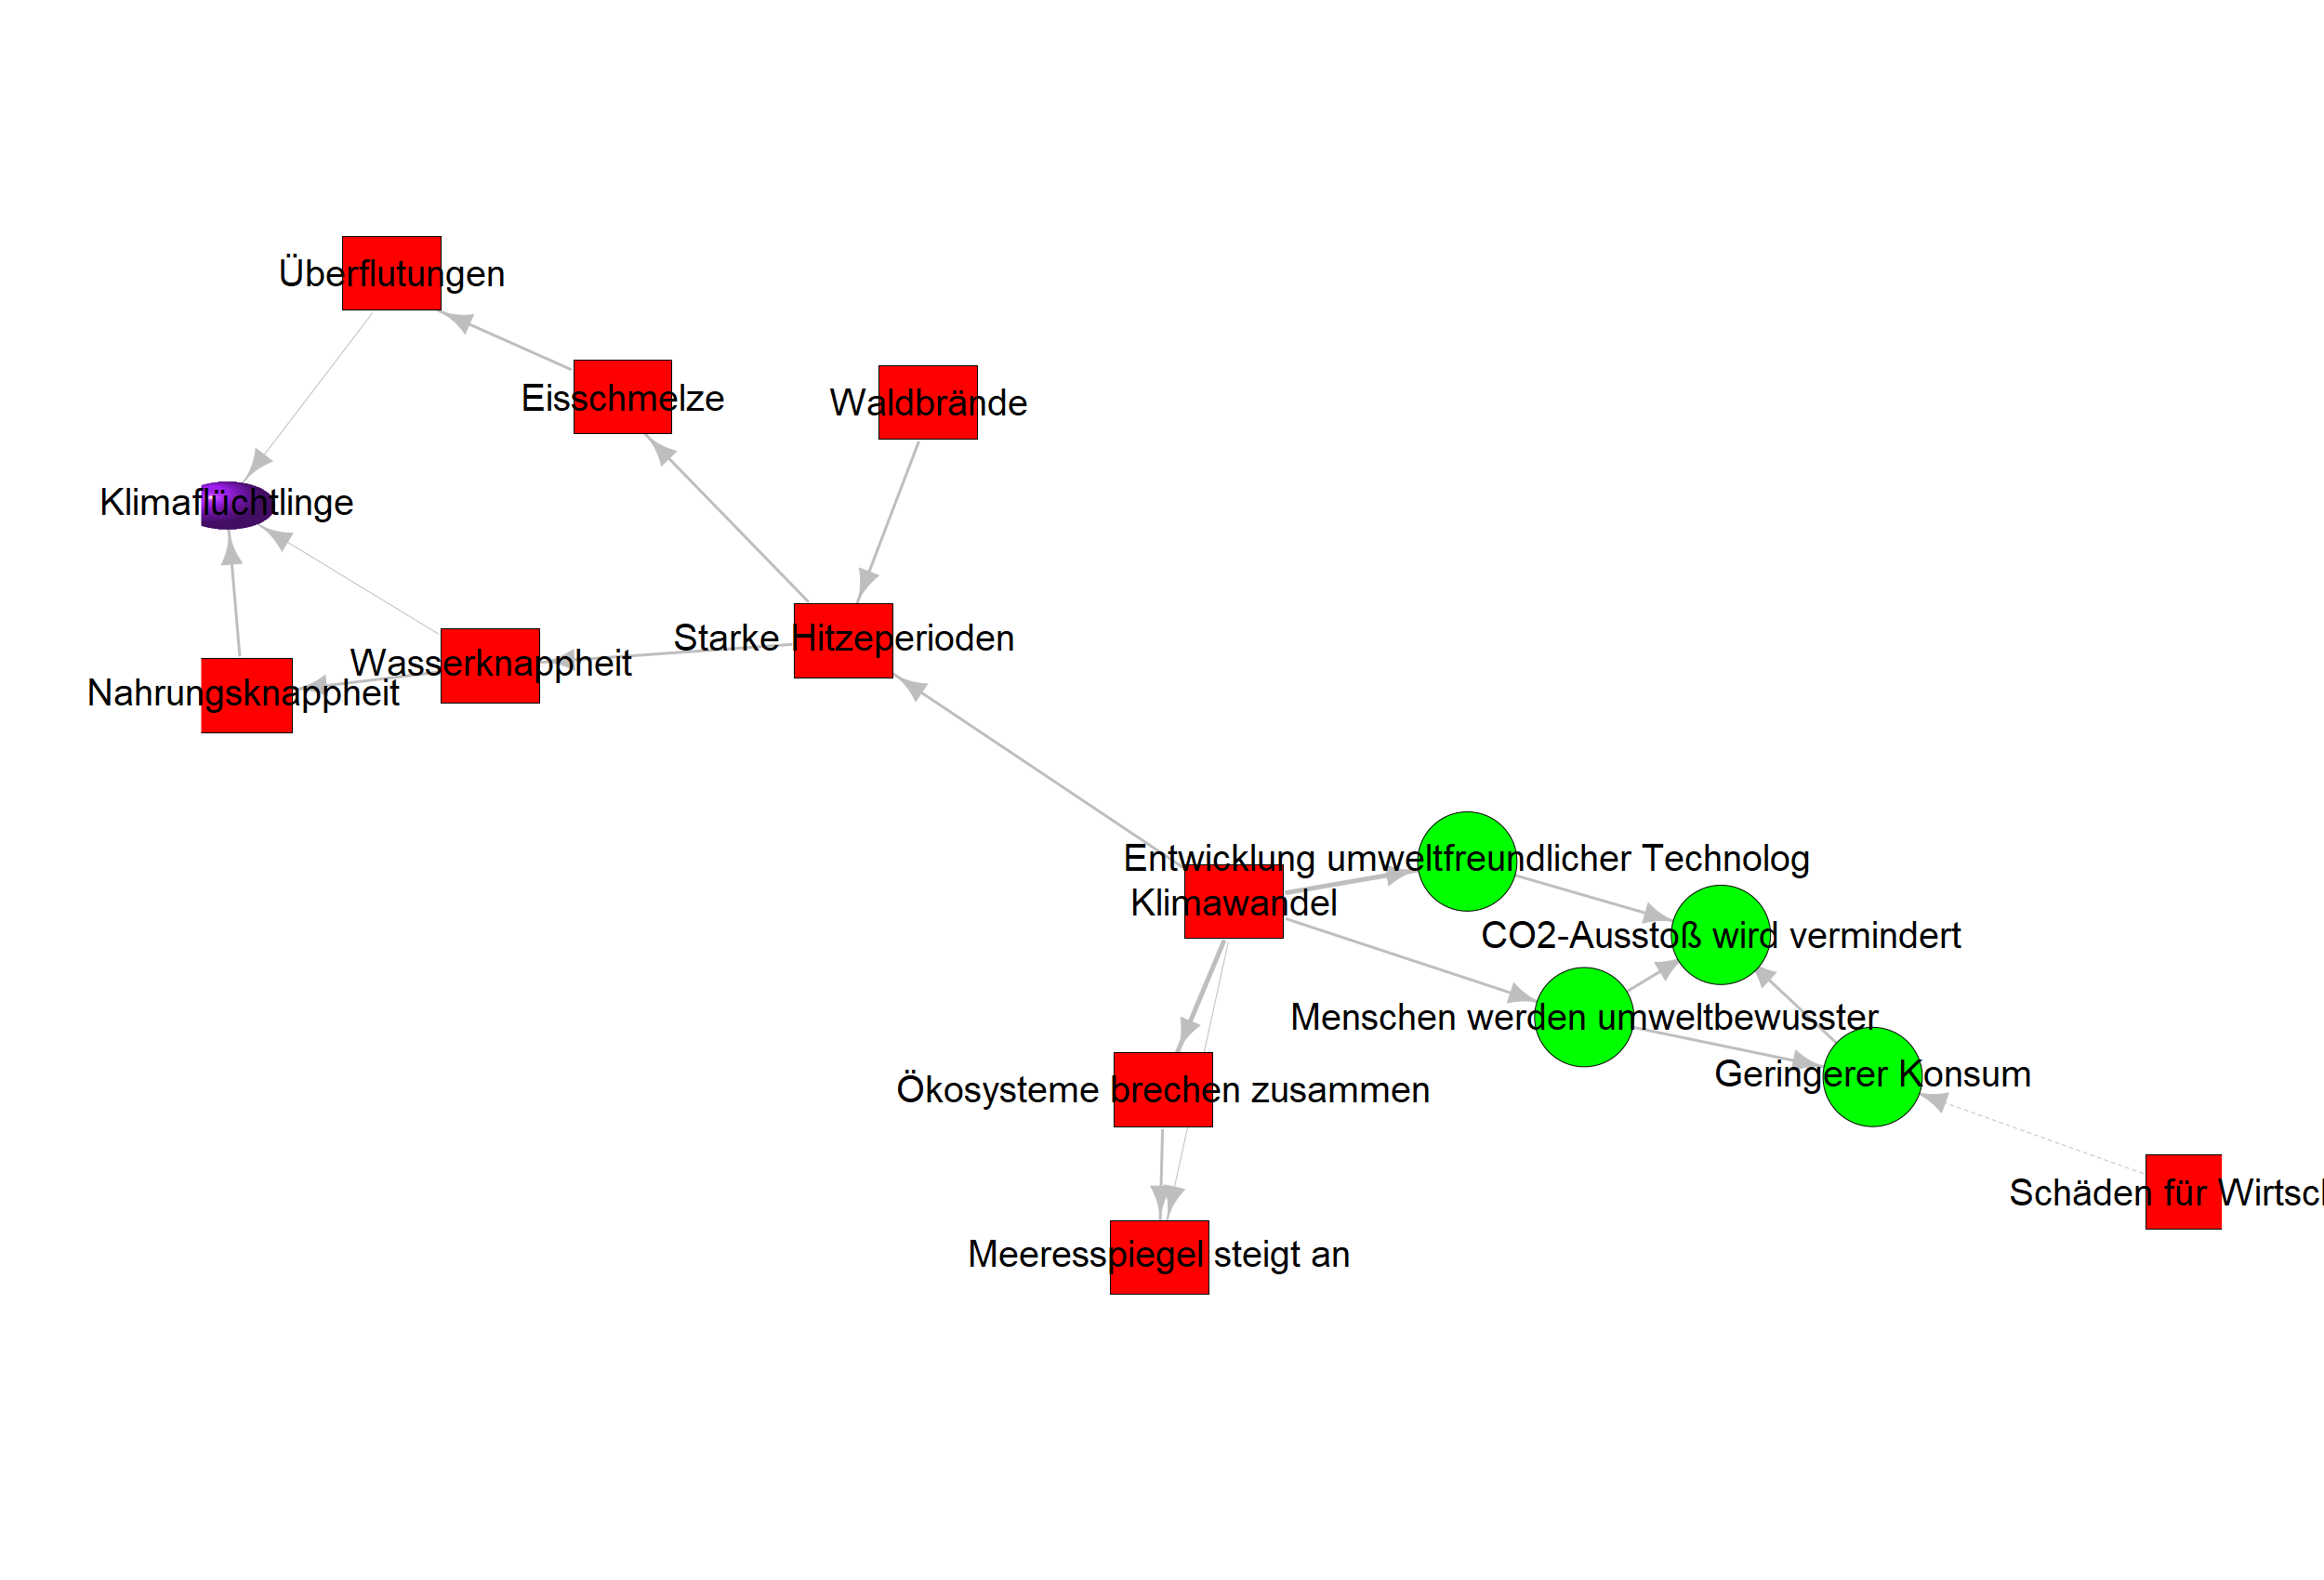 Überflutungen
Eisschmelze
Waldbrände
Klimaflüchtlinge
Starke Hitzeperioden
Wasserknappheit
Nahrungsknappheit
Entwicklung umweltfreundlicher Technolog
Klimawandel
CO2-Ausstoß wird vermindert
Menschen werden umweltbewusster
Geringerer Konsum
Ökosysteme brechen zusammen
Schäden für Wirtsch
Meeresspiegel steigt an